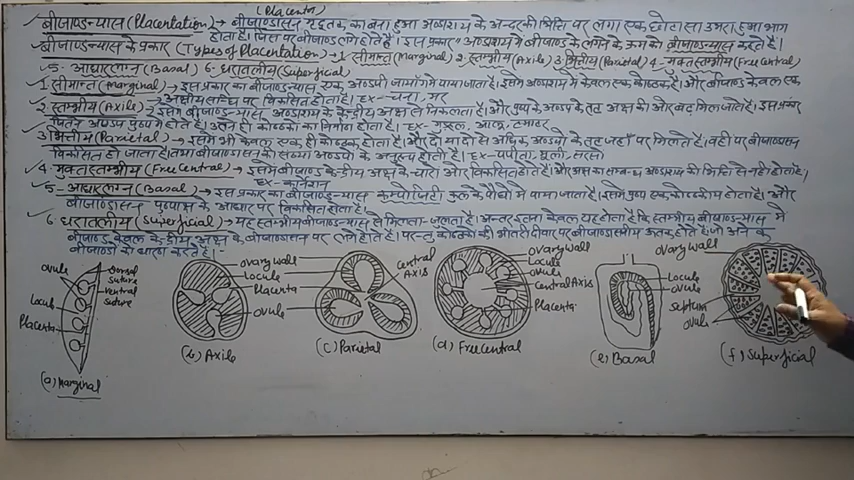 (Placenta)
बीजाण्डन्यास (Placentation) → बीजाण्डासन एक ऊतक का बना हुआ अण्डाशय के अन्दर की भित्ति पर लगा एक छोटा सा उभरा हुआ भाग
होता है। जिस पर बीजाण्ड लगे होते हैं। इस प्रकार "अण्डाशय में बीजाण्ड के लगने के क्रम को बीजाण्डन्यास कहते हैं।
बीजाण्डन्यास के प्रकार (Types of Placentation) → 1. सीमान्त (Marginal) 2- स्तम्भीय (Axile) 3 भित्तीय (Parietal) 4- मुक्तस्तम्भीय (Free Central)
5- आधारलग्न (Basal) 6- धरातलीय (Superficial)
1. सीमान्त (Marginal) → इस प्रकार का बीजाण्डन्यास एक अण्डपी जायांग में पाया जाता है। इसमें अण्डाशय में केवल एक कोष्ठक है। और बीजाण्ड केवल एक
पर विकसित होता है। Ex → चना, मटर
2. स्तम्भीय (Axile) → इसमें बीजाण्डन्यास अण्डाशय के केन्द्रीय अक्ष से निकलता है। और पुष्प के अण्डप के तट अक्ष की ओर बढ़ मिल जाते हैं। इस प्रकार
जितने अण्डप पुष्प में होते हैं। उतने ही कोष्ठकों का निर्माण होता है। Ex - गुड़हल, आलू, टमाटर
3 भित्तीय (Parietal) → इसमें भी केवल एक ही कोष्ठक होता है। और दो या दो से अधिक अण्डपों के तट जहाँ पर मिलते हैं। वहीं पर बीजाण्डासन
विकसित हो जाता है। तथा बीजाण्डासन की संख्या अण्डपों के अनुरूप होती है। Ex - पपीता, मूली, सरसों
4- मुक्तस्तम्भीय (Free Central) → इसमें बीजाण्ड केन्द्रीय अक्ष के चारों ओर विकसित होते हैं। और अक्ष का सम्बन्ध अण्डाशय की भित्ति से नहीं होता है।
Ex -
5- आधारलग्न (Basal) → इस प्रकार का बीजाण्डन्यास कम्पोजिटी कुल के पौधों में पाया जाता है। इसमें पुष्प एक कोष्ठकीय होता है। और
बीजाण्डासन पुष्पासन के आधार पर विकसित होता है।
6- धरातलीय (Superficial) → यह स्तम्भीय बीजाण्डन्यास से मिलता-जुलता है। अन्तर इतना केवल यह होता है कि स्तम्भीय बीजाण्डन्यास में
बीजाण्ड केवल केन्द्रीय अक्ष के बीजाण्डासन पर लगे होते हैं। परन्तु कोष्ठकों की भीतरी दीवार पर बीजाण्डासनीय ऊतक होते हैं। जो अनेक
बीजाण्डों को धारण करते हैं। -
Ovule
Dorsal suture
ventral suture
Locule
Placenta
(a) Marginal
ovary wall
Locule
Placenta
Ovule
(b) Axile
Central Axis
(c) Parietal
Ovary wall
Locule
Ovule
Central Axis
Placenta
(d) Free Central
Locule
Ovule
(e) Basal
Ovary wall
Septum
Ovule
(f) Superficial